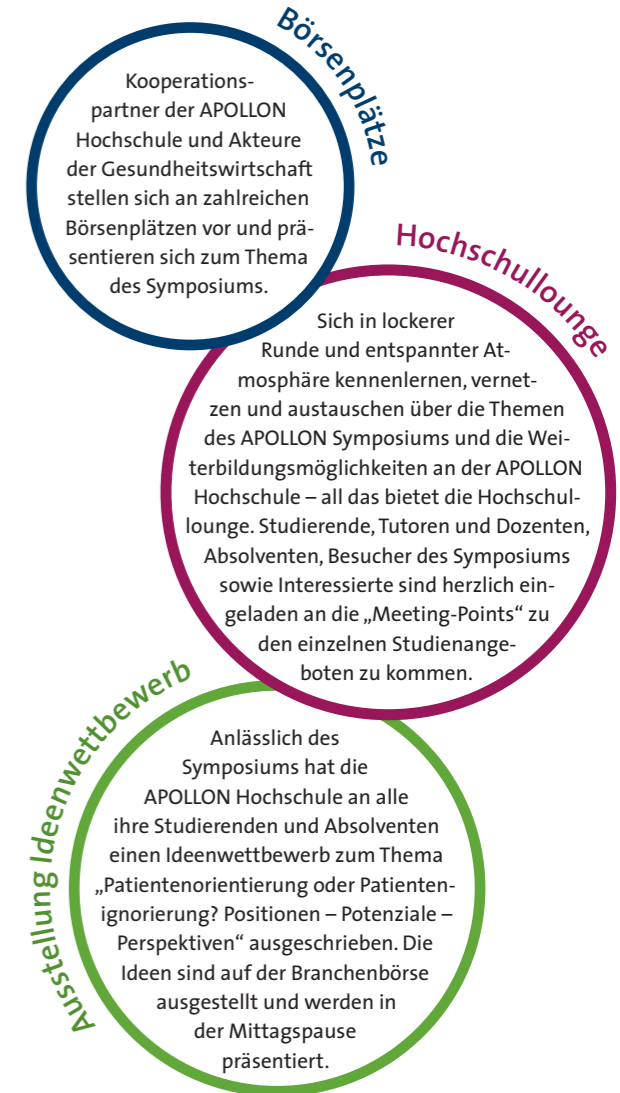 Börsenplätze
Kooperations-
partner der APOLLON
Hochschule und Akteure
der Gesundheitswirtschaft
stellen sich an zahlreichen
Börsenplätzen vor und prä-
sentieren sich zum Thema
des Symposiums.
Hochschullounge
Sich in lockerer
Runde und entspannter At-
mosphäre kennenlernen, vernet-
zen und austauschen über die Themen
des APOLLON Symposiums und die Wei-
terbildungsmöglichkeiten an der APOLLON
Hochschule – all das bietet die Hochschul-
lounge. Studierende, Tutoren und Dozenten,
Absolventen, Besucher des Symposiums
sowie Interessierte sind herzlich ein-
geladen an die „Meeting-Points“ zu
den einzelnen Studienange-
boten zu kommen.
Ausstellung Ideenwettbewerb
Anlässlich des
Symposiums hat die
APOLLON Hochschule an alle
ihre Studierenden und Absolventen
einen Ideenwettbewerb zum Thema
„Patientenorientierung oder Patienten-
ignorierung? Positionen – Potenziale –
Perspektiven“ ausgeschrieben. Die
Ideen sind auf der Branchenbörse
ausgestellt und werden in
der Mittagspause
präsentiert.